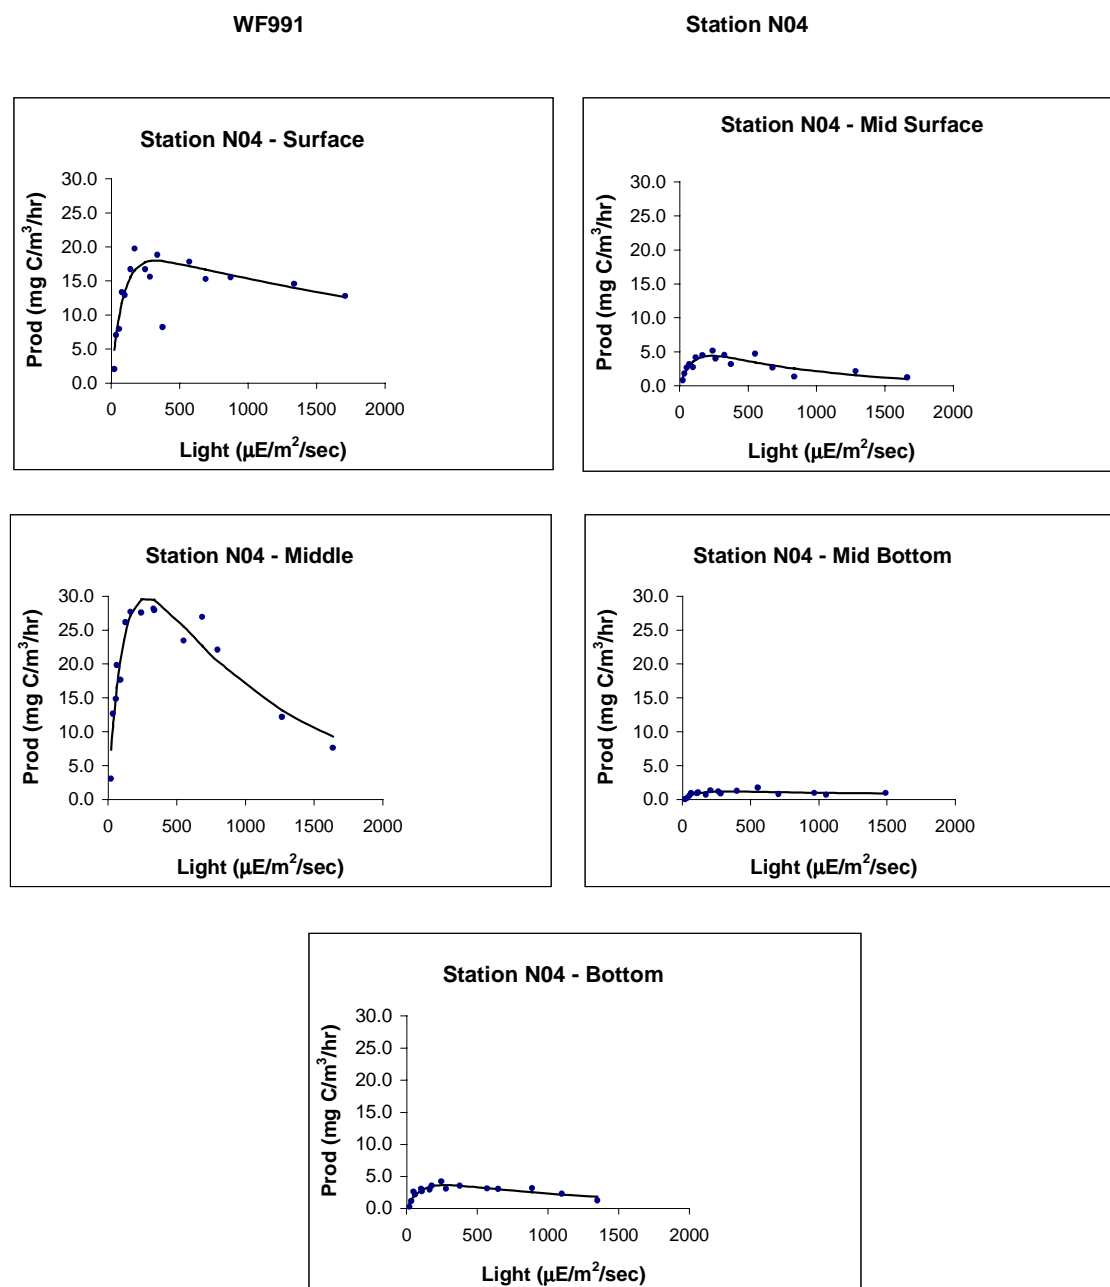 WF991 Station N04
Station N04 - Surface
30.0
25.0
20.0
15.0
10.0
5.0
0.0
Prod (mg C/m³/hr)
0 500 1000 1500 2000
Light (µE/m²/sec)
Station N04 - Mid Surface
30.0
25.0
20.0
15.0
10.0
5.0
0.0
Prod (mg C/m³/hr)
0 500 1000 1500 2000
Light (µE/m²/sec)
Station N04 - Middle
30.0
25.0
20.0
15.0
10.0
5.0
0.0
Prod (mg C/m³/hr)
0 500 1000 1500 2000
Light (µE/m²/sec)
Station N04 - Mid Bottom
30.0
25.0
20.0
15.0
10.0
5.0
0.0
Prod (mg C/m³/hr)
0 500 1000 1500 2000
Light (µE/m²/sec)
Station N04 - Bottom
30.0
25.0
20.0
15.0
10.0
5.0
0.0
Prod (mg C/m³/hr)
0 500 1000 1500 2000
Light (µE/m²/sec)